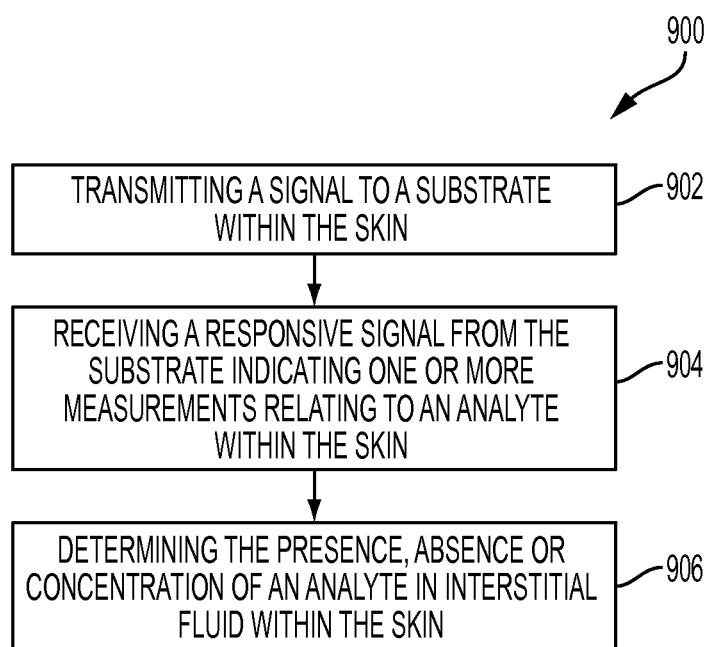 900
TRANSMITTING A SIGNAL TO A SUBSTRATE
WITHIN THE SKIN
902
RECEIVING A RESPONSIVE SIGNAL FROM THE
SUBSTRATE INDICATING ONE OR MORE
MEASUREMENTS RELATING TO AN ANALYTE
WITHIN THE SKIN
904
DETERMINING THE PRESENCE, ABSENCE OR
CONCENTRATION OF AN ANALYTE IN INTERSTITIAL
FLUID WITHIN THE SKIN
906